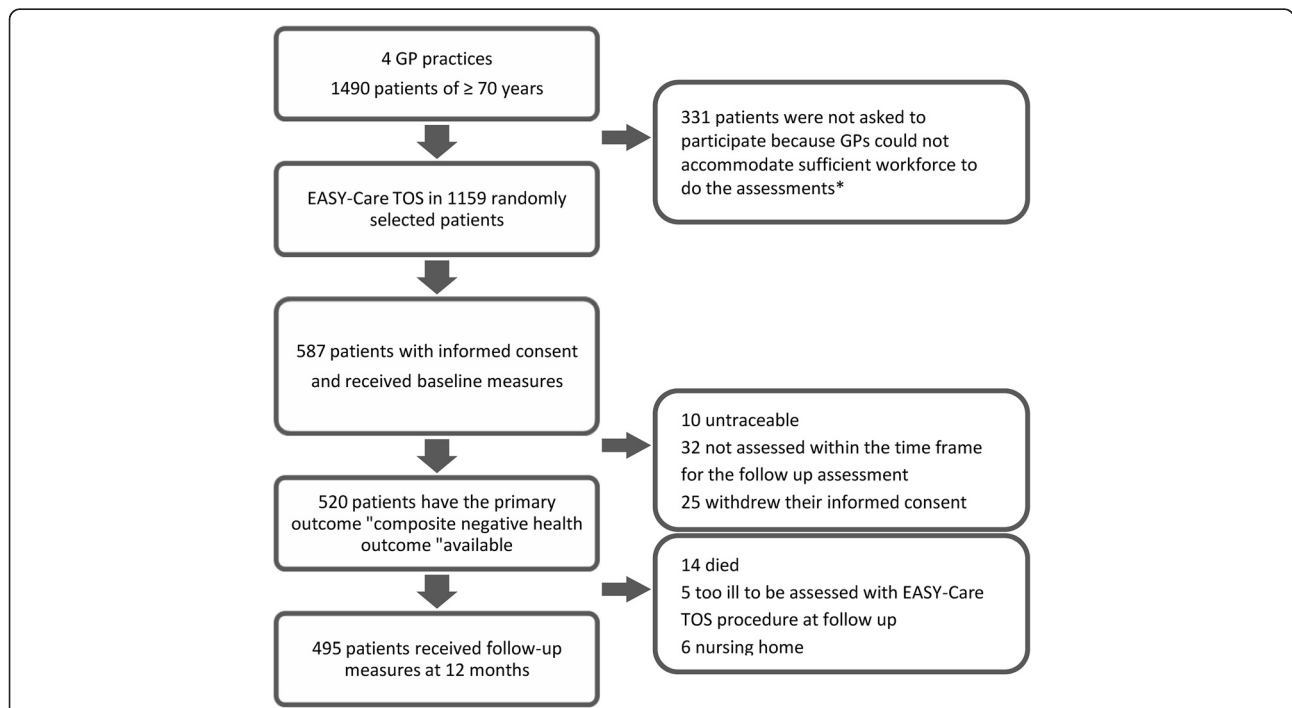 4 GP practices
1490 patients of ≥ 70 years
331 patients were not asked to
participate because GPs could not
accommodate sufficient workforce to
do the assessments*
EASY-Care TOS in 1159 randomly
selected patients
587 patients with informed consent
and received baseline measures
10 untraceable
32 not assessed within the time frame
for the follow up assessment
25 withdrew their informed consent
520 patients have the primary
outcome "composite negative health
outcome "available
14 died
5 too ill to be assessed with EASY-Care
TOS procedure at follow up
6 nursing home
495 patients received follow-up
measures at 12 months